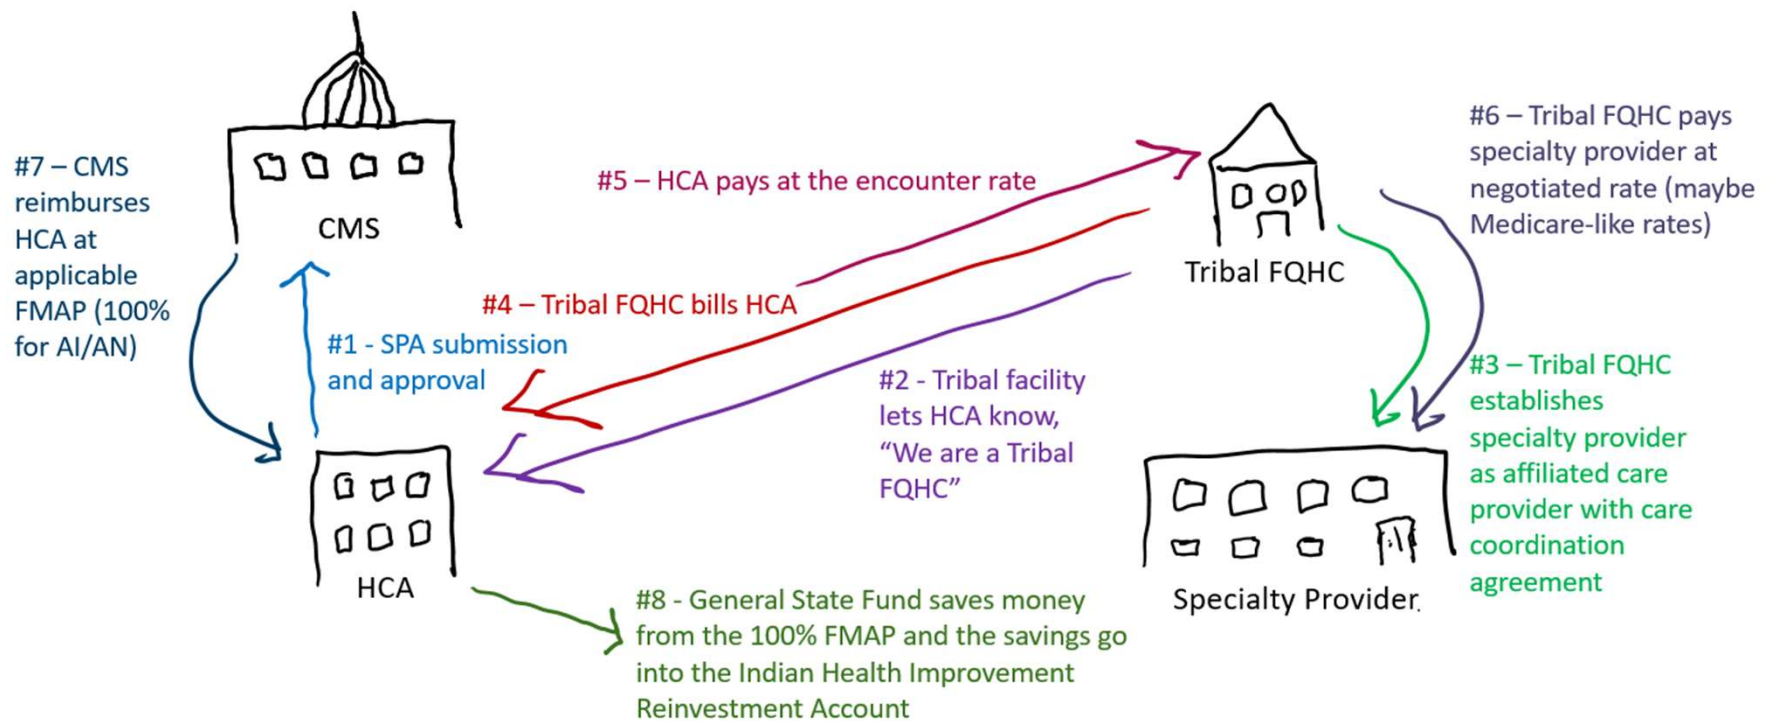 #7 – CMS
reimburses
HCA at
applicable
FMAP (100%
for AI/AN)
CMS
#1 - SPA submission
and approval
#5 – HCA pays at the encounter rate
#4 – Tribal FQHC bills HCA
#2 - Tribal facility
lets HCA know,
“We are a Tribal
FQHC”
Tribal FQHC
#6 – Tribal FQHC pays
specialty provider at
negotiated rate (maybe
Medicare-like rates)
#3 – Tribal FQHC
establishes
specialty provider
as affiliated care
provider with care
coordination
agreement
HCA
Specialty Provider.
#8 - General State Fund saves money
from the 100% FMAP and the savings go
into the Indian Health Improvement
Reinvestment Account